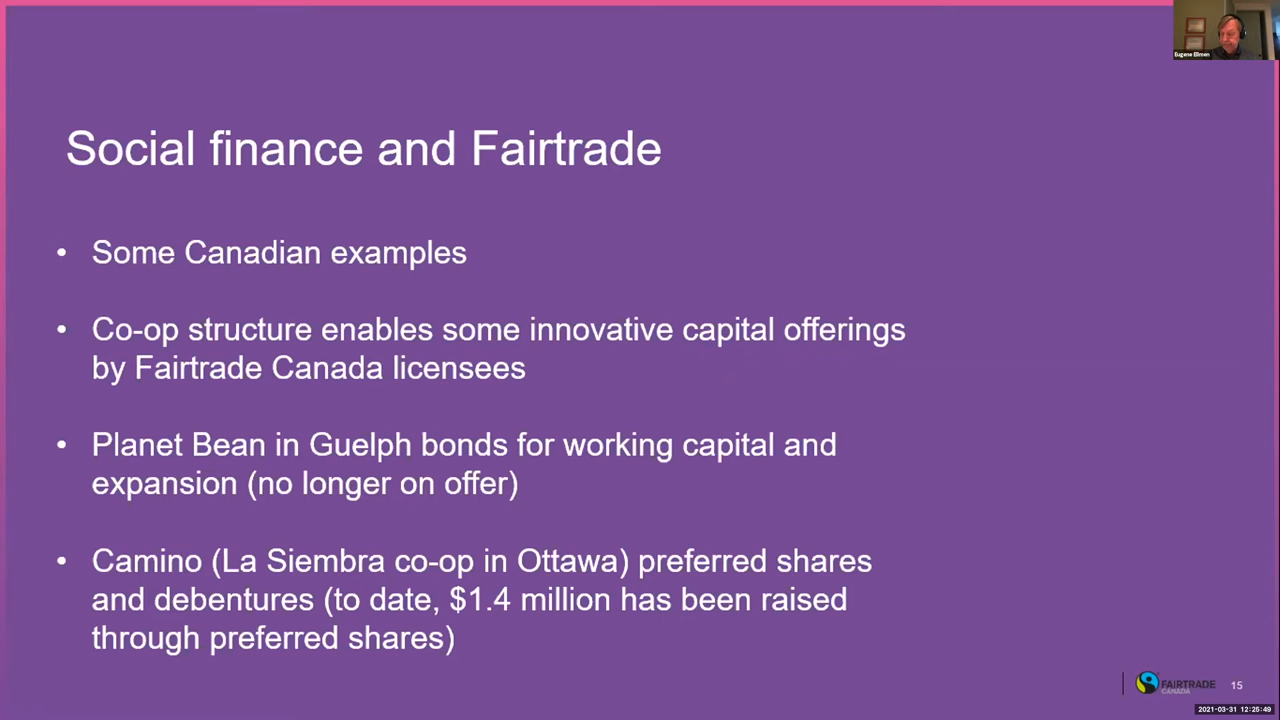 Eugene Ellmen
Social finance and Fairtrade
• Some Canadian examples
• Co-op structure enables some innovative capital offerings
by Fairtrade Canada licensees
• Planet Bean in Guelph bonds for working capital and
expansion (no longer on offer)
• Camino (La Siembra co-op in Ottawa) preferred shares
and debentures (to date, $1.4 million has been raised
through preferred shares)
FAIRTRADE
CANADA
15
2021-03-31 12:25:49